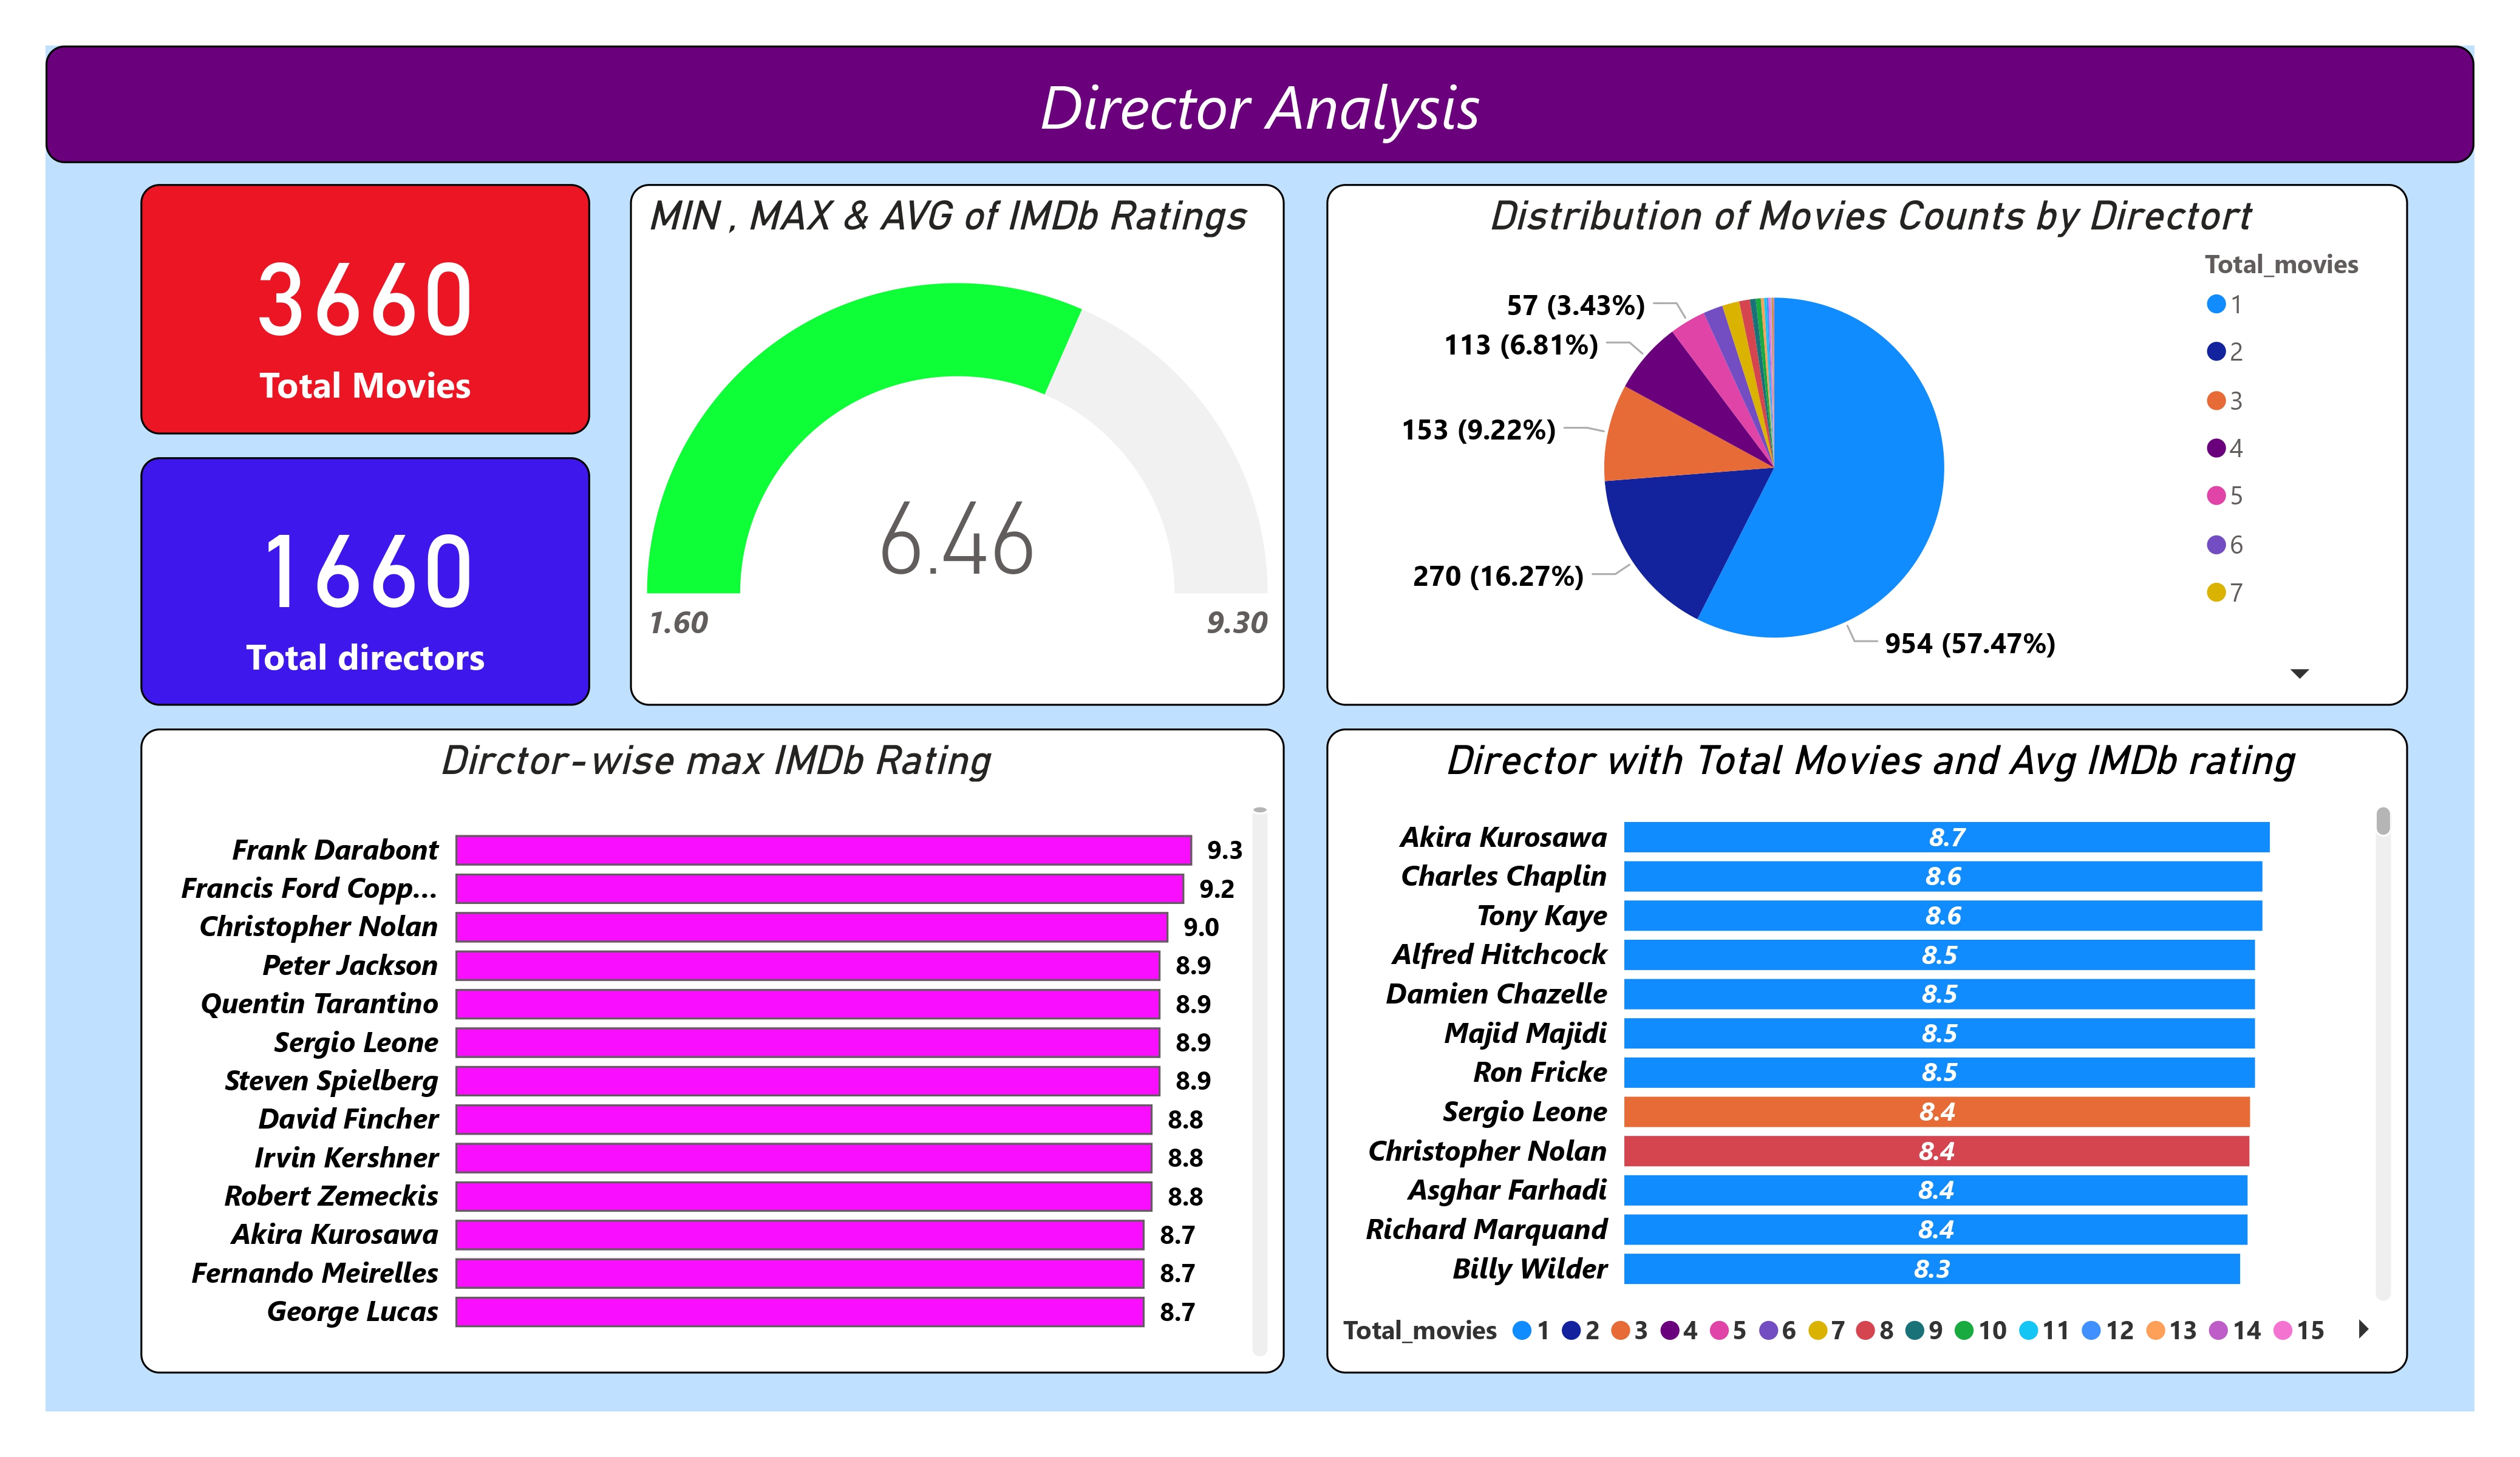 Director Analysis
3660
Total Movies
1660
Total directors
MIN , MAX & AVG of IMDb Ratings
6.46
1.60
9.30
Distribution of Movies Counts by Directort
57 (3.43%)
113 (6.81%)
153 (9.22%)
270 (16.27%)
954 (57.47%)
Total_movies
1
2
3
4
5
6
7
Dirctor-wise max IMDb Rating
Frank Darabont 9.3
Francis Ford Copp... 9.2
Christopher Nolan 9.0
Peter Jackson 8.9
Quentin Tarantino 8.9
Sergio Leone 8.9
Steven Spielberg 8.9
David Fincher 8.8
Irvin Kershner 8.8
Robert Zemeckis 8.8
Akira Kurosawa 8.7
Fernando Meirelles 8.7
George Lucas 8.7
Director with Total Movies and Avg IMDb rating
Akira Kurosawa 8.7
Charles Chaplin 8.6
Tony Kaye 8.6
Alfred Hitchcock 8.5
Damien Chazelle 8.5
Majid Majidi 8.5
Ron Fricke 8.5
Sergio Leone 8.4
Christopher Nolan 8.4
Asghar Farhadi 8.4
Richard Marquand 8.4
Billy Wilder 8.3
Total_movies 1 2 3 4 5 6 7 8 9 10 11 12 13 14 15